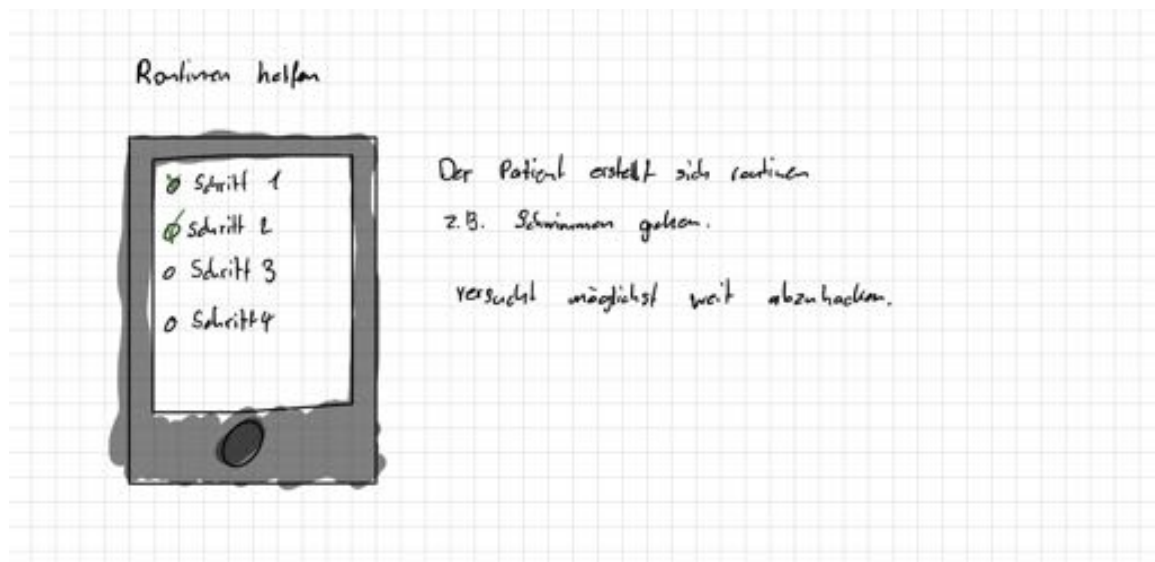 Routinen helfen
Schritt 1
Schritt 2
Schritt 3
Schritt 4
Der Patient erstellt sich routinen
z.B. Schwimmen gehen.
versucht möglichst weit abzuhacken.